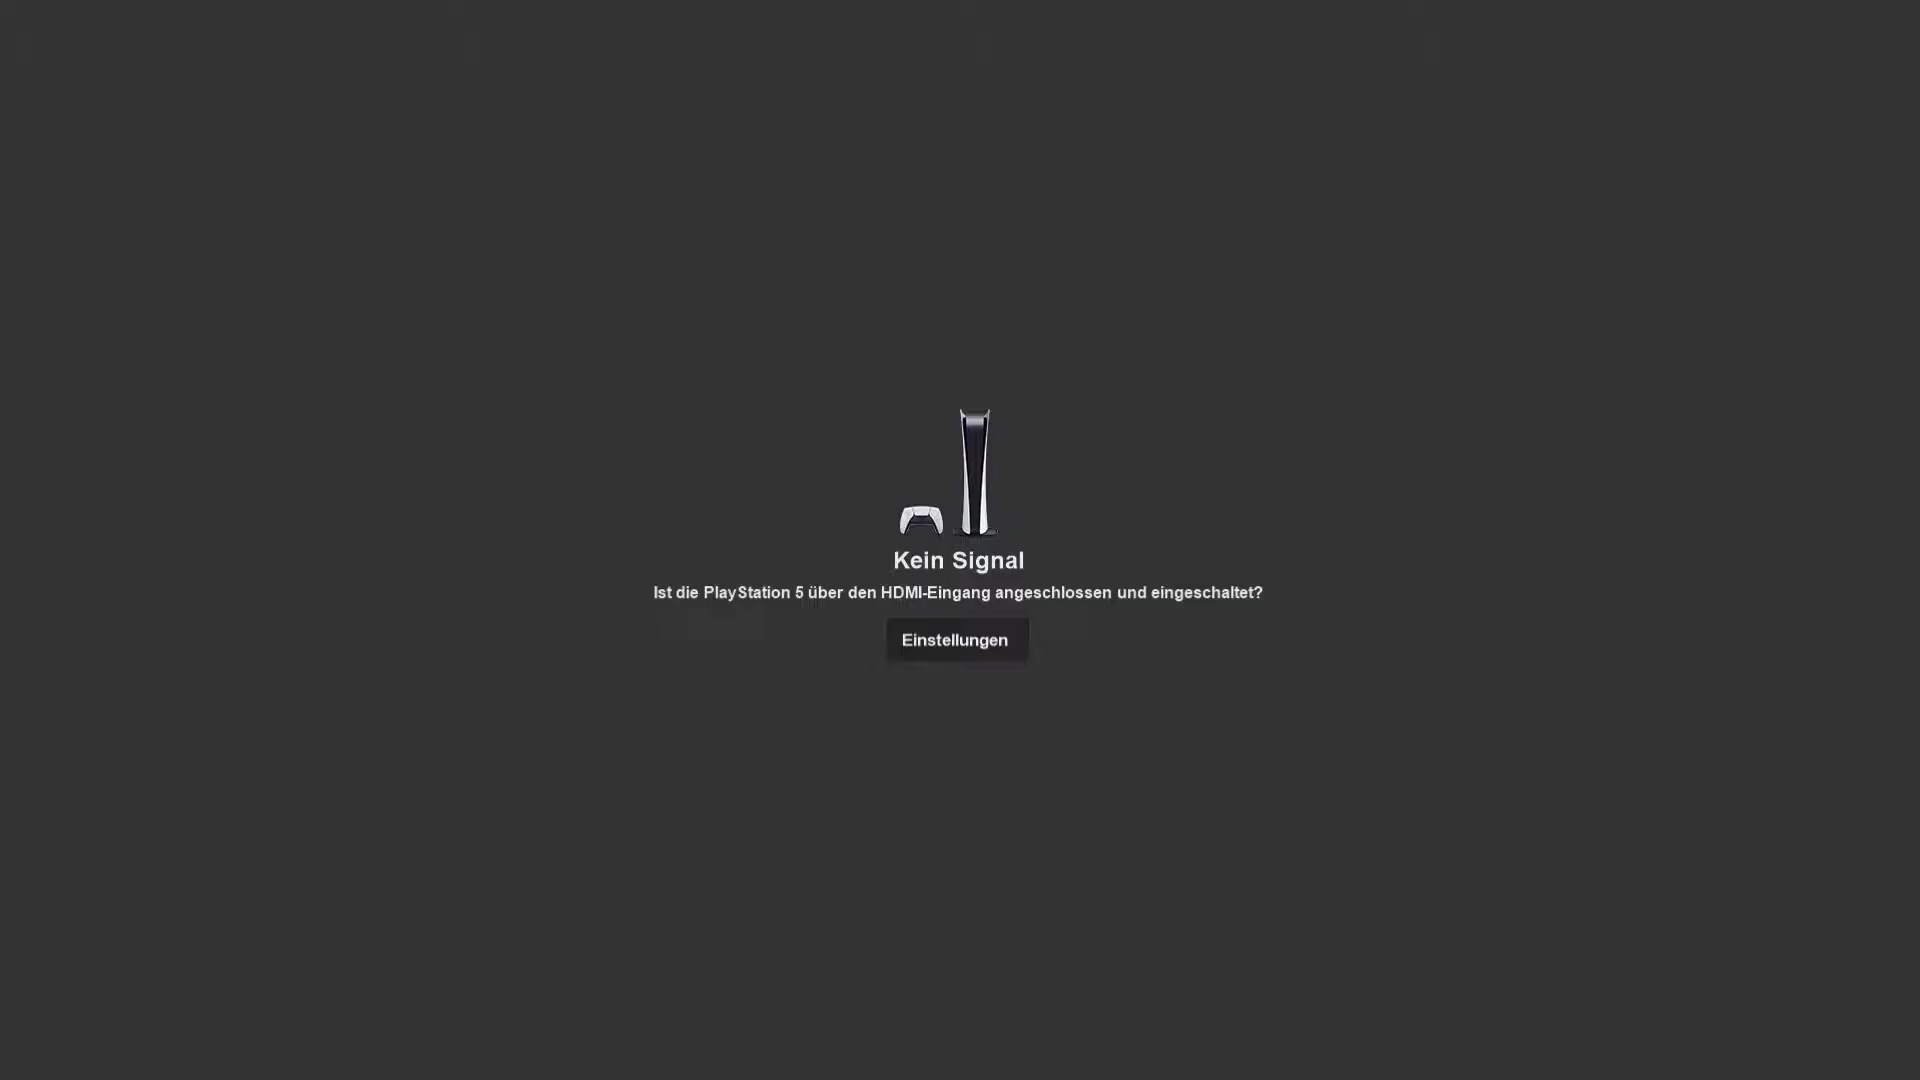 Kein Signal
Ist die PlayStation 5 über den HDMI-Eingang angeschlossen und eingeschaltet?
Einstellungen